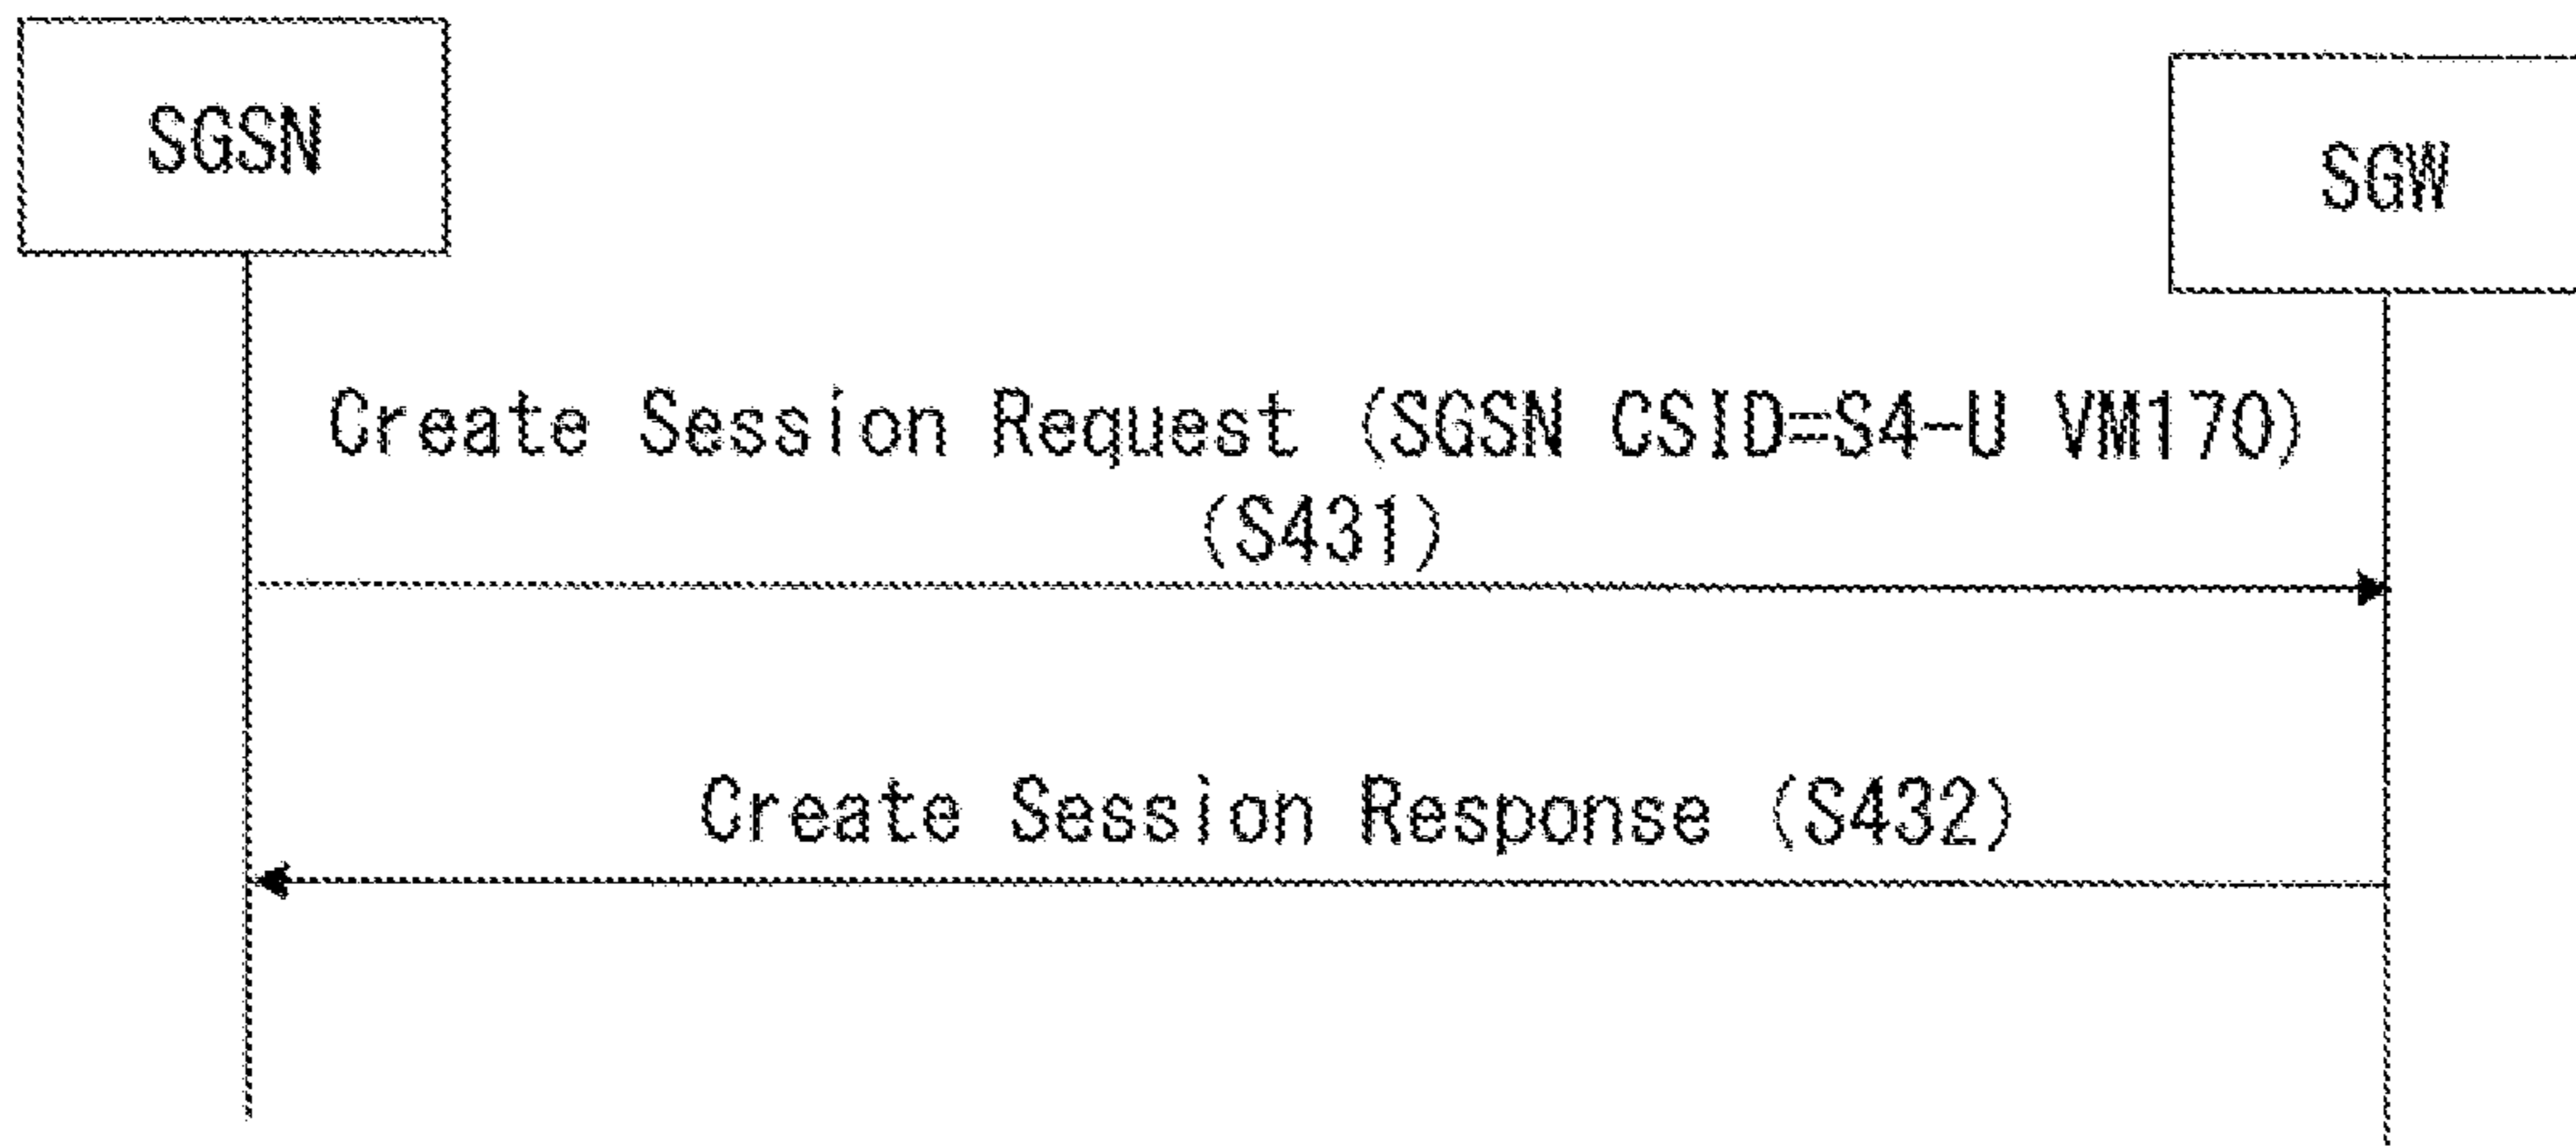 SGSN
SGW
Create Session Request (SGSN CSID=S4-U VM170)
(S431)
Create Session Response (S432)